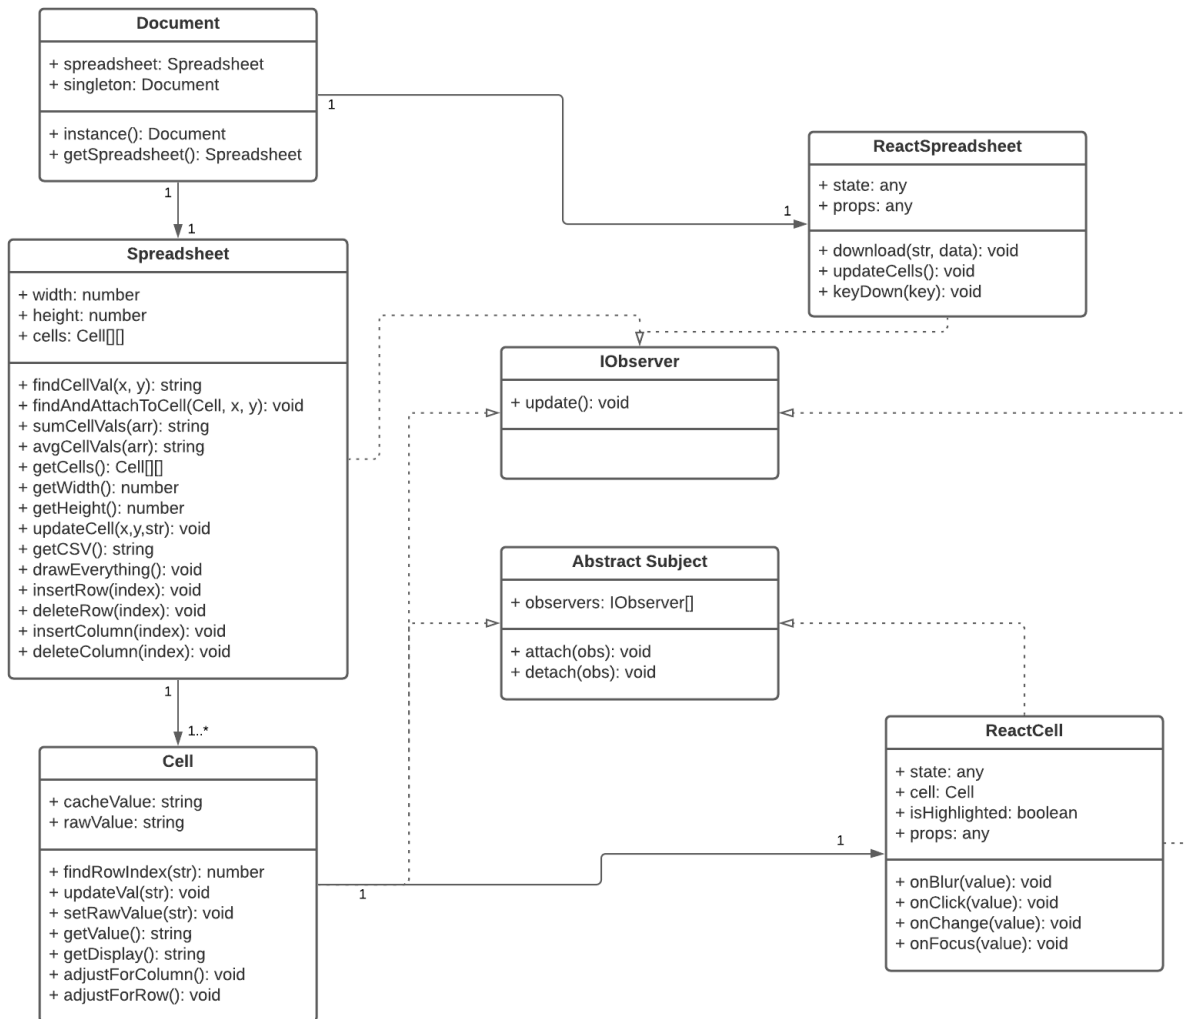 Document
+ spreadsheet: Spreadsheet
+ singleton: Document
+ instance(): Document
+ getSpreadsheet(): Spreadsheet
1
1
1
1
ReactSpreadsheet
+ state: any
+ props: any
+ download(str, data): void
+ updateCells(): void
+ keyDown(key): void
Spreadsheet
+ width: number
+ height: number
+ cells: Cell[][]
+ findCellVal(x, y): string
+ findAndAttachToCell(Cell, x, y): void
+ sumCellVals(arr): string
+ avgCellVals(arr): string
+ getCells(): Cell[][]
+ getWidth(): number
+ getHeight(): number
+ updateCell(x,y,str): void
+ getCSV(): string
+ drawEverything(): void
+ insertRow(index): void
+ deleteRow(index): void
+ insertColumn(index): void
+ deleteColumn(index): void
IObserver
+ update(): void
Abstract Subject
+ observers: IObserver[]
+ attach(obs): void
+ detach(obs): void
1
1..*
Cell
+ cacheValue: string
+ rawValue: string
+ findRowIndex(str): number
+ updateVal(str): void
+ setRawValue(str): void
+ getValue(): string
+ getDisplay(): string
+ adjustForColumn(): void
+ adjustForRow(): void
1
1
ReactCell
+ state: any
+ cell: Cell
+ isHighlighted: boolean
+ props: any
+ onBlur(value): void
+ onClick(value): void
+ onChange(value): void
+ onFocus(value): void